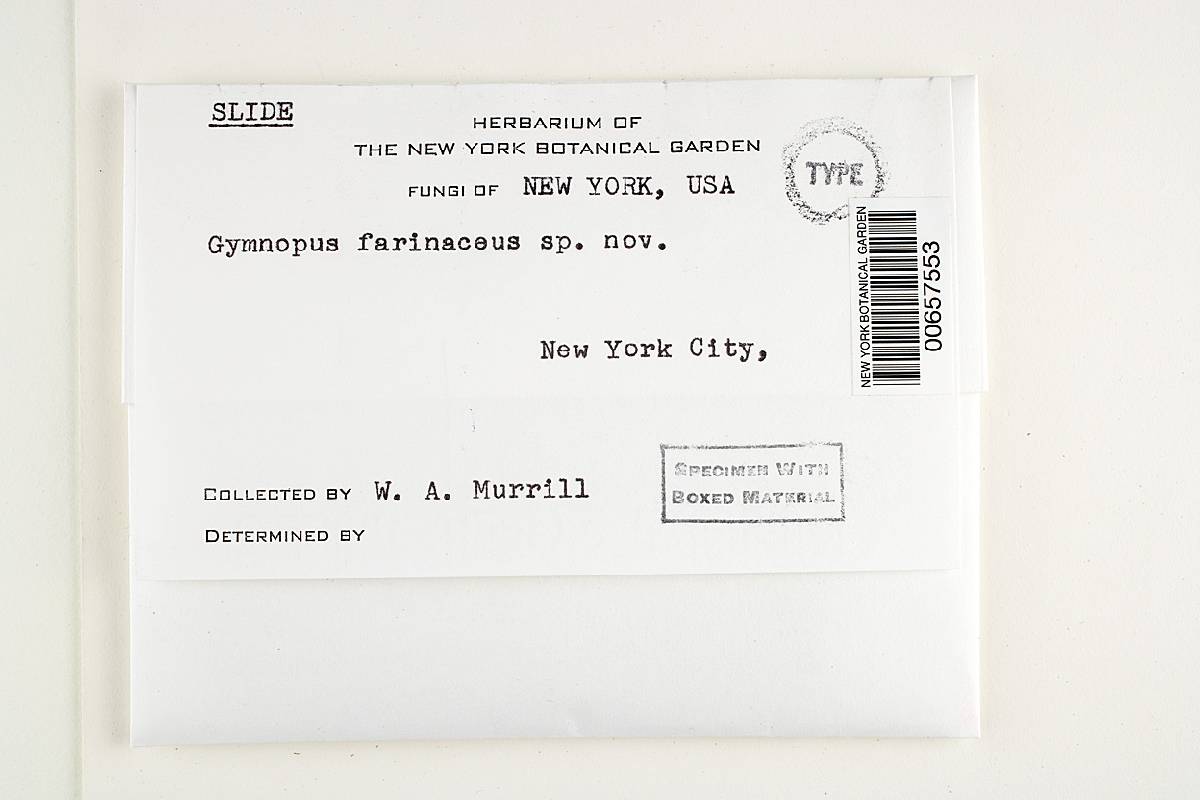 SLIDE
HERBARIUM OF
THE NEW YORK BOTANICAL GARDEN
FUNGI OF NEW YORK, USA
TYPE
Gymnopus farinaceus sp. nov.
NEW YORK BOTANICAL GARDEN
00657553
New York City,
COLLECTED BY W. A. Murrill
SPECIMEN WITH
BOXED MATERIAL
DETERMINED BY